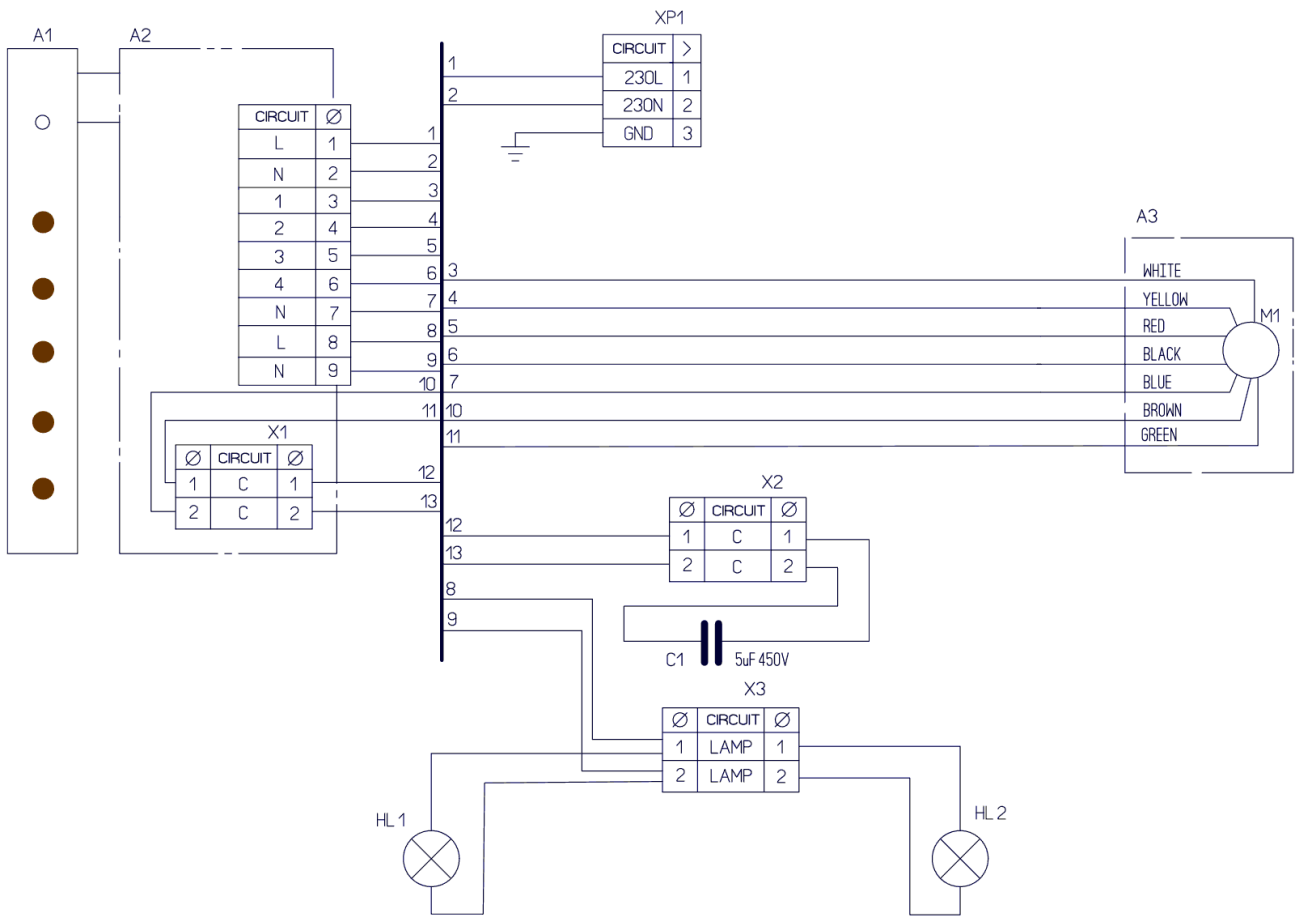 XP1
A1
A2
CIRCUIT >
1
230L 1
2
230N 2
GND 3
CIRCUIT Ø
L 1 1
N 2 2
1 3 3
2 4 4
3 5 5
4 6 6
N 7 7
L 8 8
N 9 9
A3
3 WHITE
4 YELLOW
M1
5 RED
6 BLACK
10 7 BLUE
11 10 BROWN
11 GREEN
X1
Ø CIRCUIT Ø
1 C 1 12
2 C 2 13
X2
Ø CIRCUIT Ø
12 1 C 1
13 2 C 2
8
9
C1 5uF 450V
X3
Ø CIRCUIT Ø
1 LAMP 1
2 LAMP 2
HL1
HL2